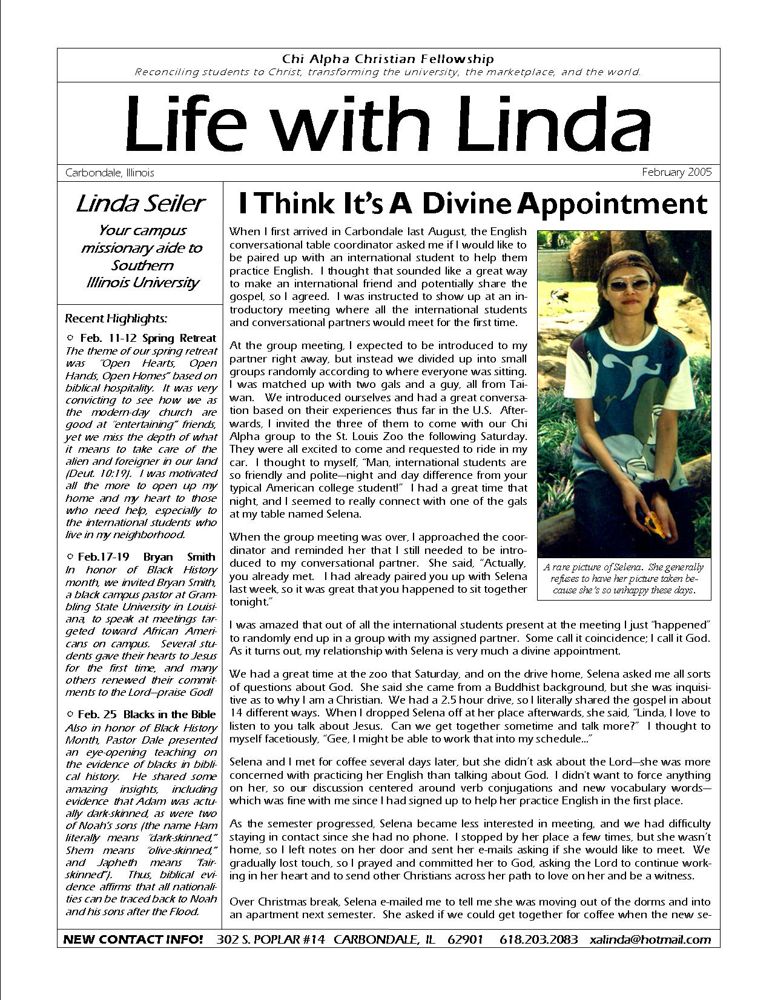 Chi Alpha Christian Fellowship
Reconciling students to Christ, transforming the university, the marketplace, and the world.
Life with Linda
Carbondale, Illinois
February 2005
Linda Seiler
Your campus
missionary aide to
Southern
Illinois University
Recent Highlights:
Feb. 11-12 Spring Retreat
The theme of our spring retreat
was "Open Hearts, Open
Hands, Open Homes" based on
biblical hospitality. It was very
convicting to see how we as
the modern-day church are
good at "entertaining" friends,
yet we miss the depth of what
it means to take care of the
alien and foreigner in our land
(Deut. 10:19). I was motivated
all the more to open up my
home and my heart to those
who need help, especially to
the international students who
live in my neighborhood.
Feb.17-19 Bryan Smith
In honor of Black History
month, we invited Bryan Smith,
a black campus pastor at Gram-
bling State University in Louisi-
ana, to speak at meetings tar-
geted toward African Ameri-
cans on campus. Several stu-
dents gave their hearts to Jesus
for the first time, and many
others renewed their commit-
ments to the Lord—praise God!
Feb. 25 Blacks in the Bible
Also in honor of Black History
Month, Pastor Dale presented
an eye-opening teaching on
the evidence of blacks in bibli-
cal history. He shared some
amazing insights, including
evidence that Adam was actu-
ally dark-skinned, as were two
of Noah's sons (the name Ham
literally means "dark-skinned,"
Shem means "olive-skinned,"
and Japheth means "fair-
skinned"). Thus, biblical evi-
dence affirms that all nationali-
ties can be traced back to Noah
and his sons after the Flood.
I Think It's A Divine Appointment
When I first arrived in Carbondale last August, the English
conversational table coordinator asked me if I would like to
be paired up with an international student to help them
practice English. I thought that sounded like a great way
to make an international friend and potentially share the
gospel, so I agreed. I was instructed to show up at an in-
troductory meeting where all the international students
and conversational partners would meet for the first time.
At the group meeting, I expected to be introduced to my
partner right away, but instead we divided up into small
groups randomly according to where everyone was sitting.
I was matched up with two gals and a guy, all from Tai-
wan. We introduced ourselves and had a great conversa-
tion based on their experiences thus far in the U.S. After-
wards, I invited the three of them to come with our Chi
Alpha group to the St. Louis Zoo the following Saturday.
They were all excited to come and requested to ride in my
car. I thought to myself, "Man, international students are
so friendly and polite—night and day difference from your
typical American college student!" I had a great time that
night, and I seemed to really connect with one of the gals
at my table named Selena.
When the group meeting was over, I approached the coor-
dinator and reminded her that I still needed to be intro-
duced to my conversational partner. She said, "Actually,
you already met. I had already paired you up with Selena
last week, so it was great that you happened to sit together
tonight."
A rare picture of Selena. She generally
refuses to have her picture taken be-
cause she's so unhappy these days.
I was amazed that out of all the international students present at the meeting I just "happened"
to randomly end up in a group with my assigned partner. Some call it coincidence; I call it God.
As it turns out, my relationship with Selena is very much a divine appointment.
We had a great time at the zoo that Saturday, and on the drive home, Selena asked me all sorts
of questions about God. She said she came from a Buddhist background, but she was inquisi-
tive as to why I am a Christian. We had a 2.5 hour drive, so I literally shared the gospel in about
14 different ways. When I dropped Selena off at her place afterwards, she said, "Linda, I love to
listen to you talk about Jesus. Can we get together sometime and talk more?" I thought to
myself facetiously, "Gee, I might be able to work that into my schedule..."
Selena and I met for coffee several days later, but she didn't ask about the Lord—she was more
concerned with practicing her English than talking about God. I didn't want to force anything
on her, so our discussion centered around verb conjugations and new vocabulary words—
which was fine with me since I had signed up to help her practice English in the first place.
As the semester progressed, Selena became less interested in meeting, and we had difficulty
staying in contact since she had no phone. I stopped by her place a few times, but she wasn't
home, so I left notes on her door and sent her e-mails asking if she would like to meet. We
gradually lost touch, so I prayed and committed her to God, asking the Lord to continue work-
ing in her heart and to send other Christians across her path to love on her and be a witness.
Over Christmas break, Selena e-mailed me to tell me she was moving out of the dorms and into
an apartment next semester. She asked if we could get together for coffee when the new se-
NEW CONTACT INFO! 302 S. POPLAR #14 CARBONDALE, IL 62901 618.203.2083 xalinda@hotmail.com